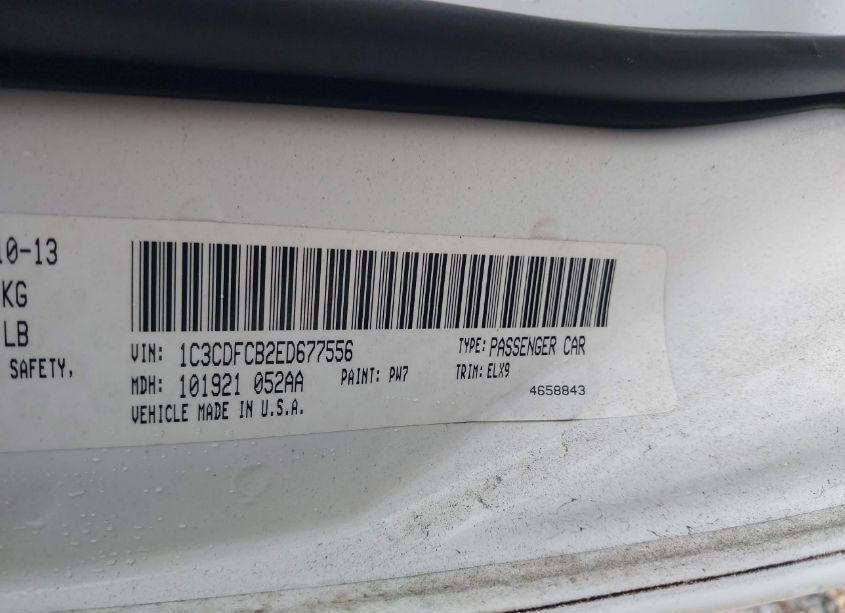 10-13
KG
LB
SAFETY,
VIN: 1C3CDFCB2ED677556 TYPE: PASSENGER CAR
MDH: 101921 052AA PAINT: PW7 TRIM: ELX9
VEHICLE MADE IN U.S.A. 4658843